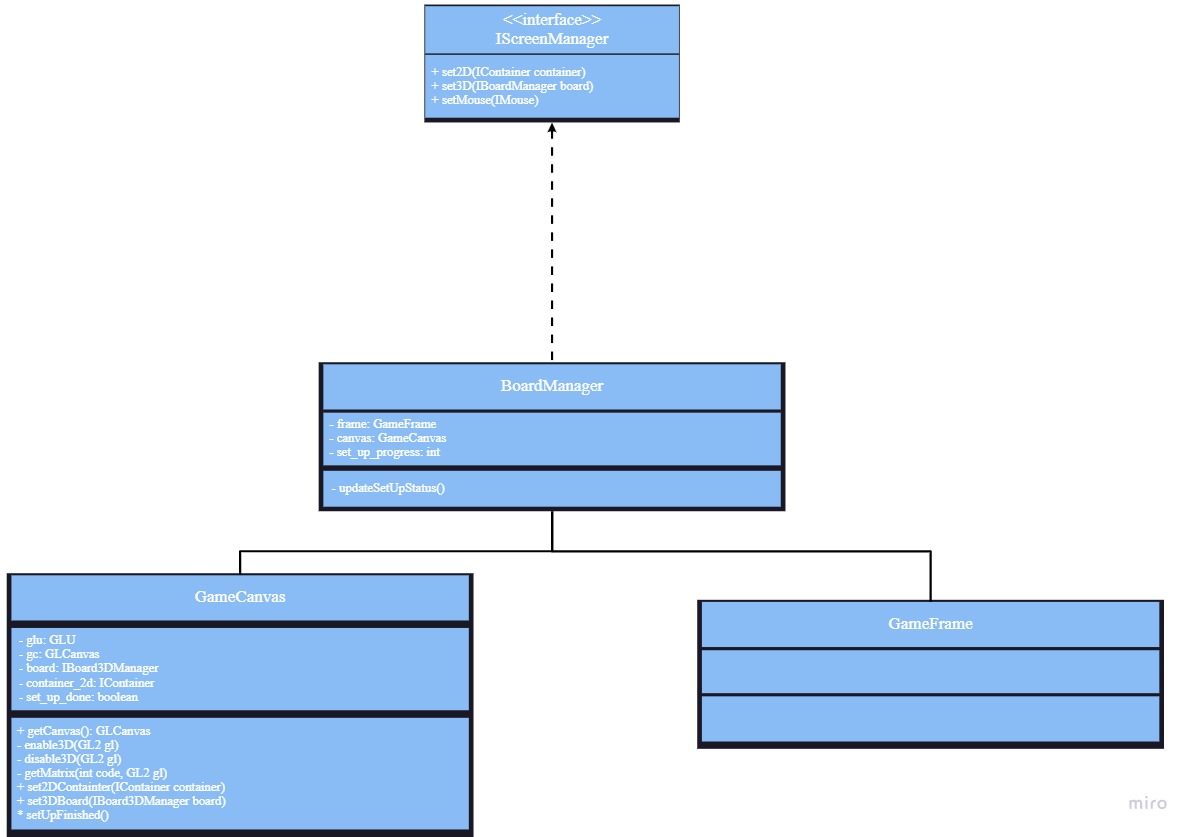 <<interface>>
IScreenManager
+ set2D(IContainer container)
+ set3D(IBoardManager board)
+ setMouse(IMouse)
BoardManager
- frame: GameFrame
- canvas: GameCanvas
- set_up_progress: int
- updateSetUpStatus()
GameCanvas
- glu: GLU
- gc: GLCanvas
- board: IBoard3DManager
- container_2d: IContainer
- set_up_done: boolean
+ getCanvas(): GLCanvas
- enable3D(GL2 gl)
- disable3D(GL2 gl)
- getMatrix(int code, GL2 gl)
+ set2DContainter(IContainer container)
+ set3DBoard(IBoard3DManager board)
* setUpFinished()
GameFrame
miro